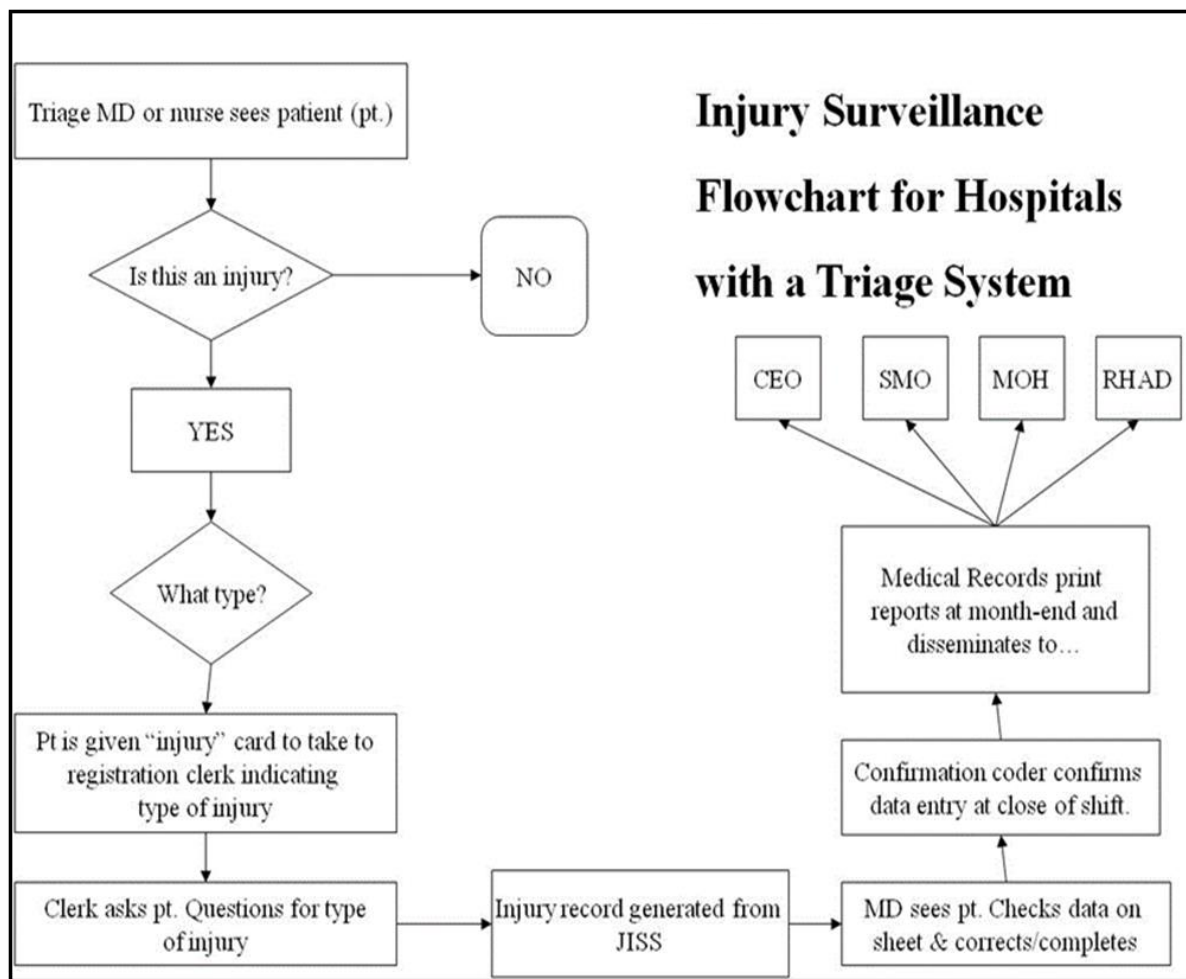 Injury Surveillance
Flowchart for Hospitals
with a Triage System
Triage MD or nurse sees patient (pt.)
Is this an injury?
NO
YES
What type?
Pt is given “injury” card to take to
registration clerk indicating
type of injury
Clerk asks pt. Questions for type
of injury
Injury record generated from
JISS
MD sees pt. Checks data on
sheet & corrects/completes
Confirmation coder confirms
data entry at close of shift.
Medical Records print
reports at month-end and
disseminates to…
CEO
SMO
MOH
RHAD